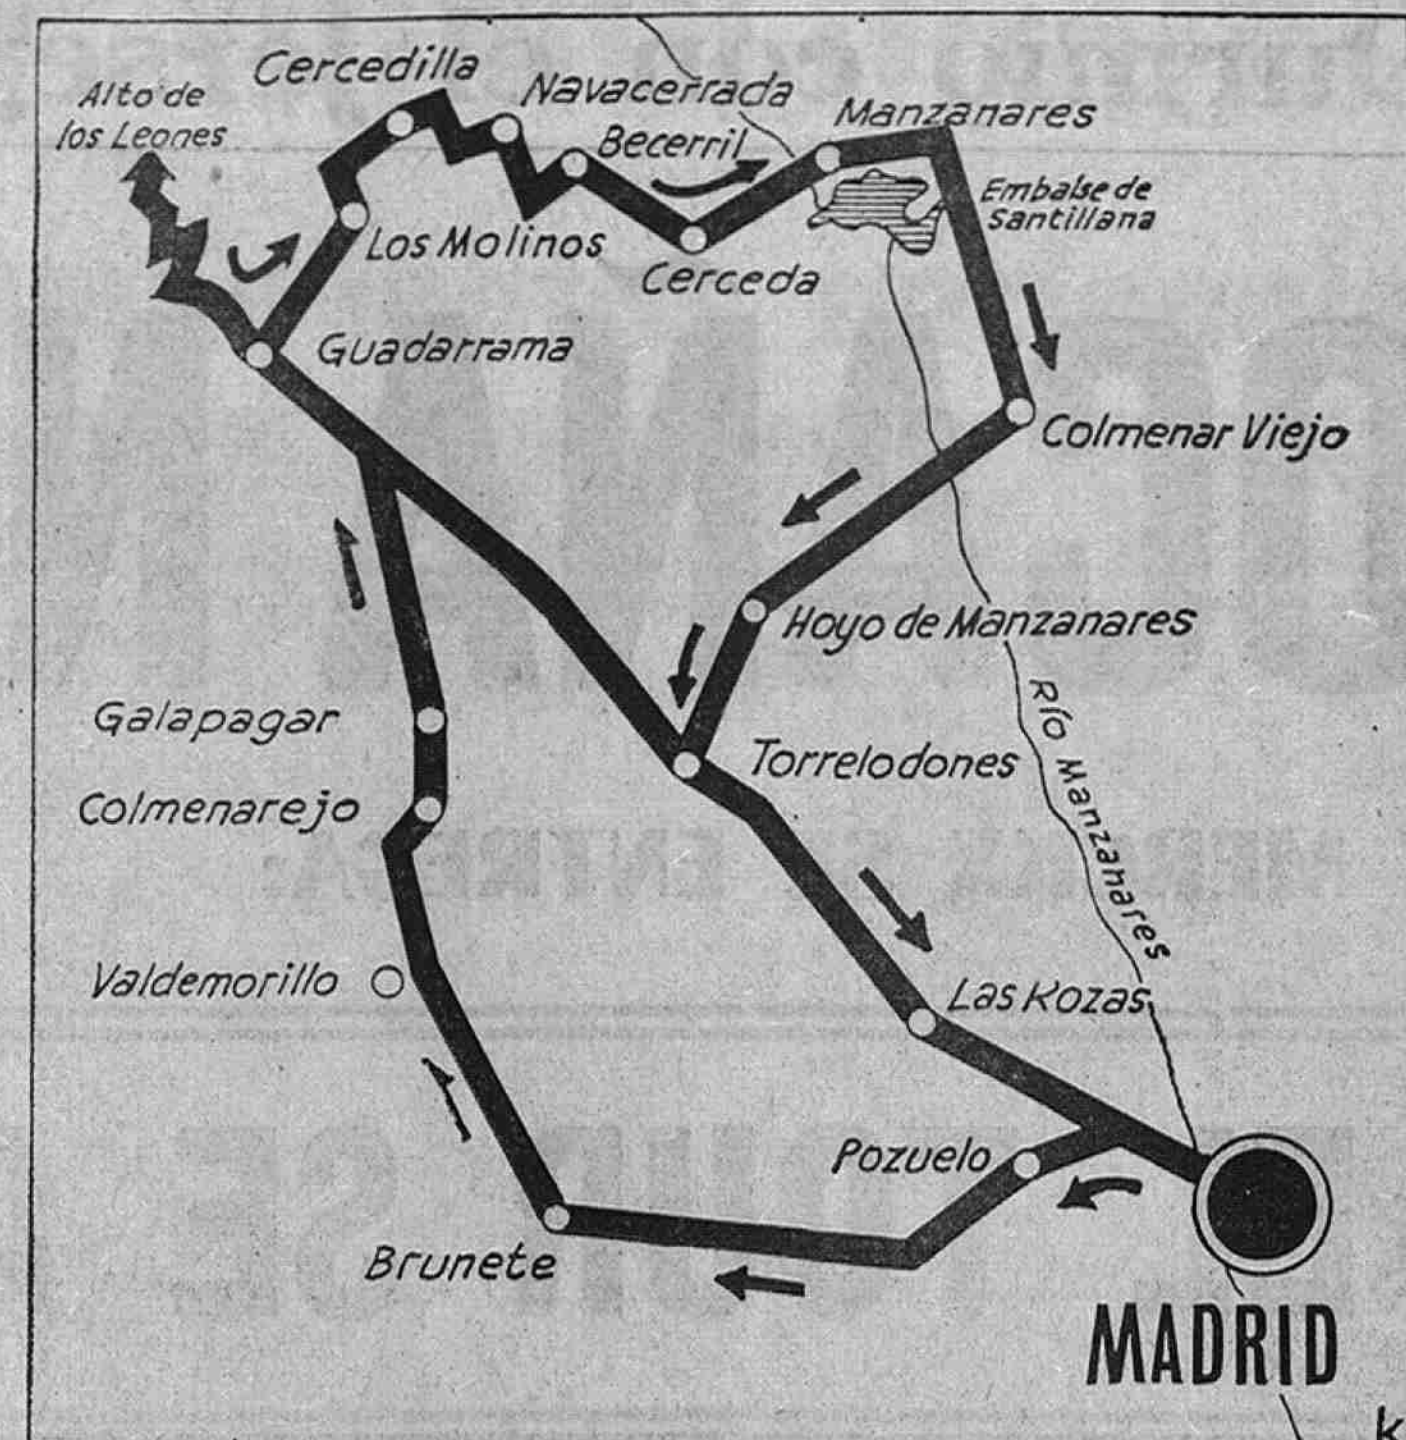 Cercedilla
Alto de
los Leones
Navacerrada
Becerril
Manzanares
Embalse de
Santillana
Los Molinos
Cerceda
Guadarrama
Colmenar Viejo
Hoyo de Manzanares
Río Manzanares
Galapagar
Torrelodones
Colmenarejo
Valdemorillo
Las Rozas
Pozuelo
Brunete
MADRID
K